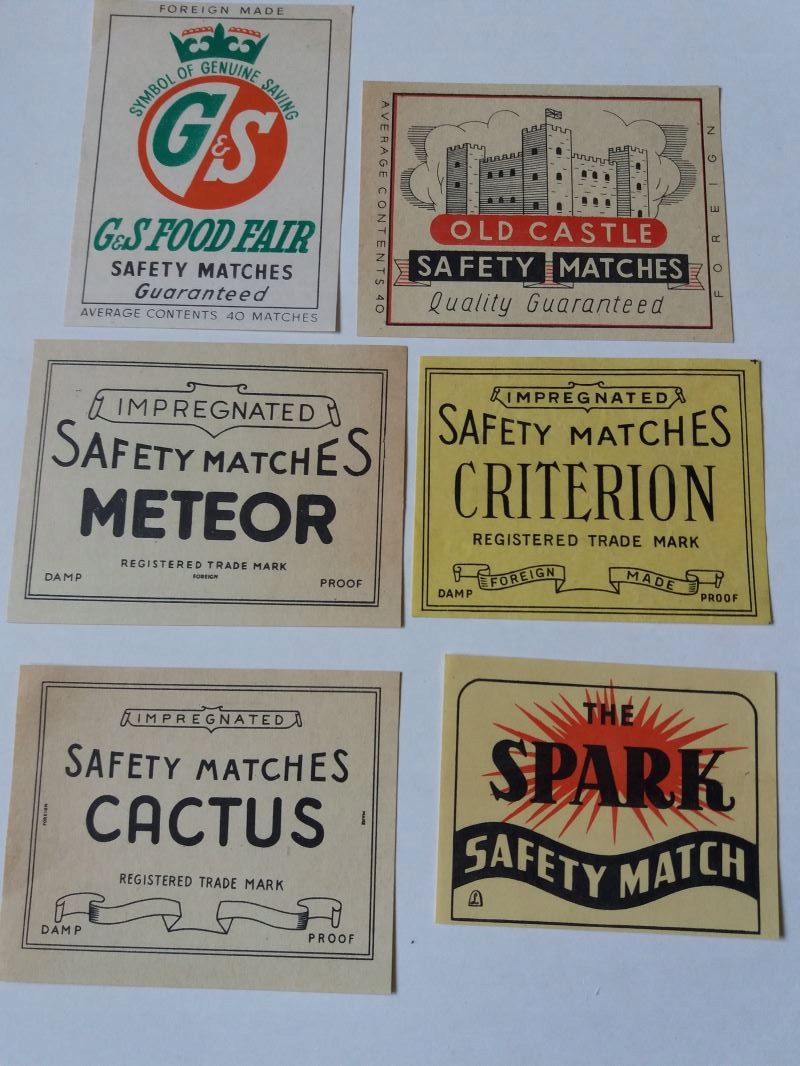 FOREIGN MADE
SYMBOL OF GENUINE SAVING
G&S
G&S FOOD FAIR
SAFETY MATCHES
Guaranteed
AVERAGE CONTENTS 40 MATCHES
AVERAGE CONTENTS 40
OLD CASTLE
SAFETY MATCHES
Quality Guaranteed
FOREIGN
IMPREGNATED
SAFETY MATCHES
METEOR
REGISTERED TRADE MARK
FOREIGN
DAMP PROOF
IMPREGNATED
SAFETY MATCHES
CRITERION
REGISTERED TRADE MARK
FOREIGN MADE
DAMP PROOF
IMPREGNATED
SAFETY MATCHES
CACTUS
FOREIGN
MADE
REGISTERED TRADE MARK
DAMP PROOF
THE
SPARK
SAFETY MATCH